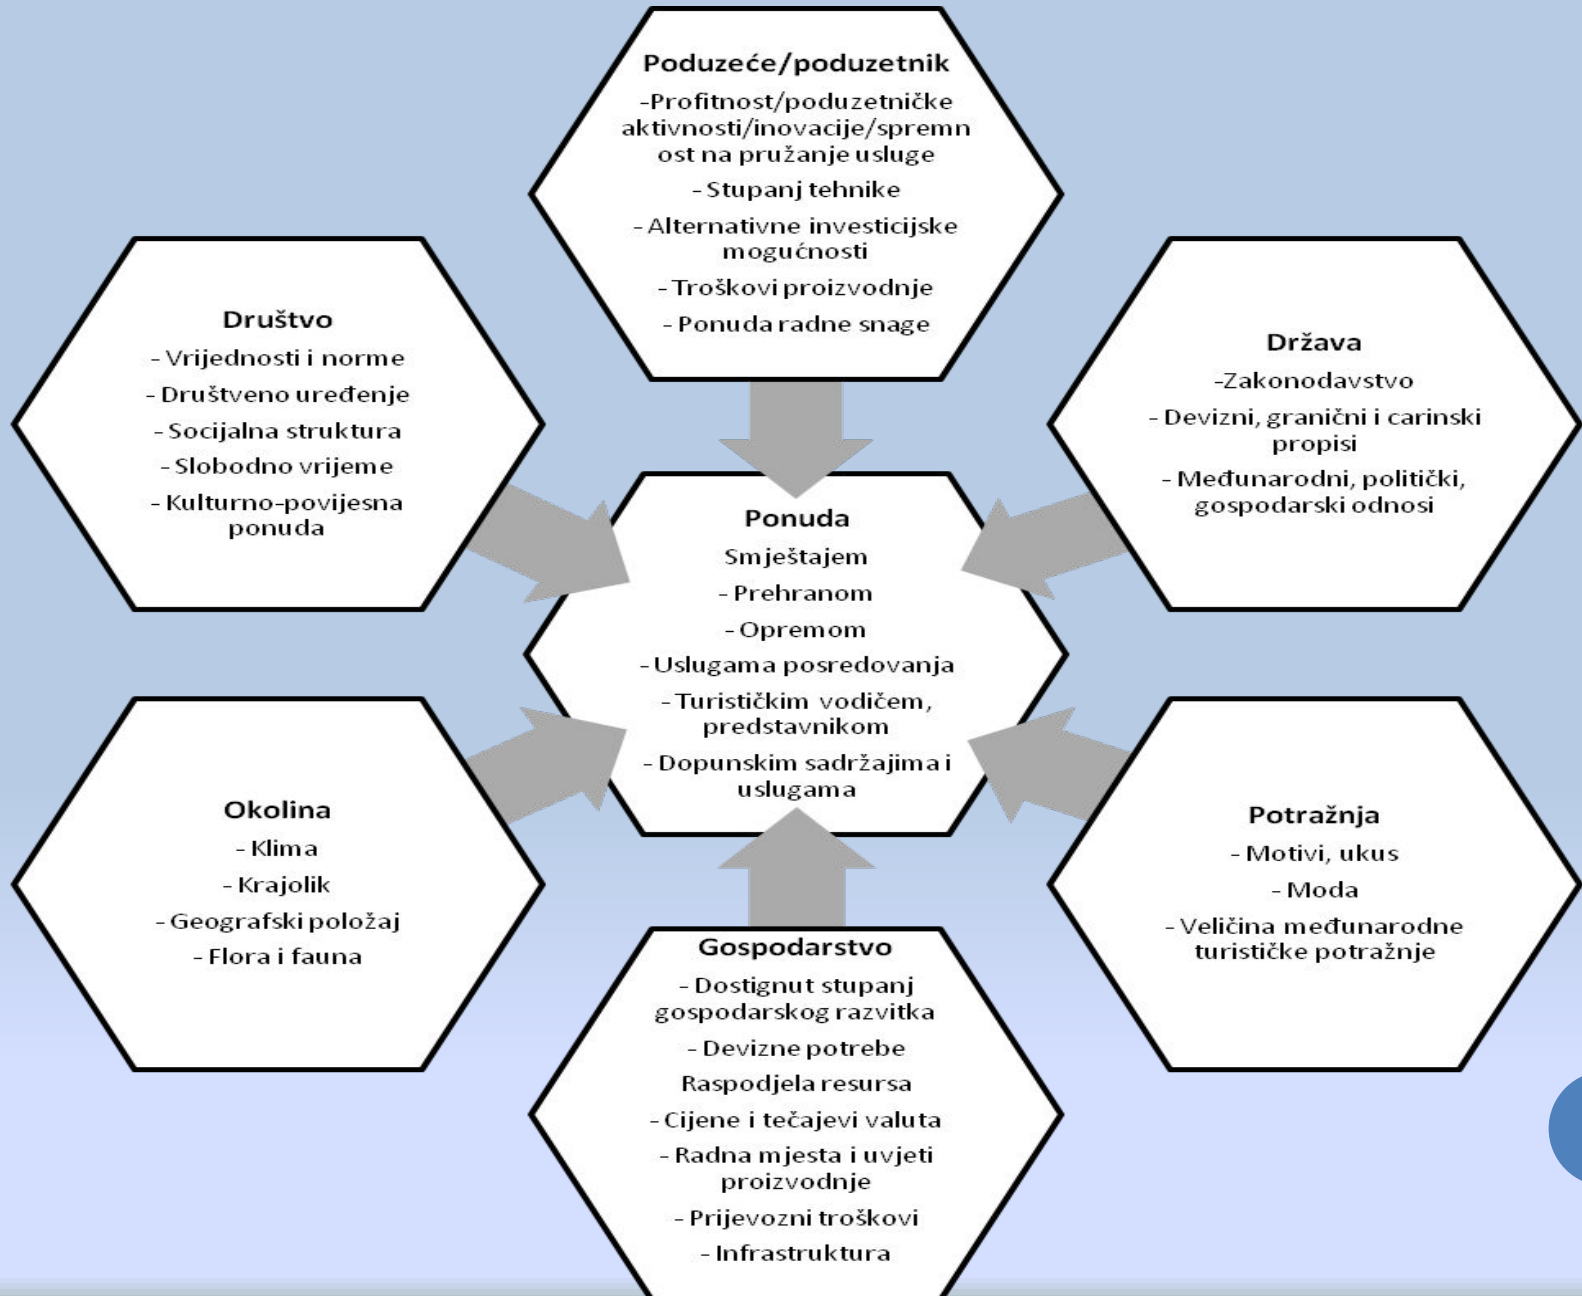 Poduzeće/poduzetnik
-Profitnost/poduzetničke
aktivnosti/inovacije/spremn
ost na pružanje usluge
- Stupanj tehnike
- Alternativne investicijske
mogućnosti
- Troškovi proizvodnje
- Ponuda radne snage
Društvo
- Vrijednosti i norme
- Društveno uređenje
- Socijalna struktura
- Slobodno vrijeme
- Kulturno-povijesna
ponuda
Država
-Zakonodavstvo
- Devizni, granični i carinski
propisi
- Međunarodni, politički,
gospodarski odnosi
Ponuda
Smještajem
- Prehranom
- Opremom
- Uslugama posredovanja
- Turističkim vodičem,
predstavnikom
- Dopunskim sadržajima i
uslugama
Okolina
- Klima
- Krajolik
- Geografski položaj
- Flora i fauna
Potražnja
- Motivi, ukus
- Moda
- Veličina međunarodne
turističke potražnje
Gospodarstvo
- Dostignut stupanj
gospodarskog razvitka
- Devizne potrebe
Raspodjela resursa
- Cijene i tečajevi valuta
- Radna mjesta i uvjeti
proizvodnje
- Prijevozni troškovi
- Infrastruktura